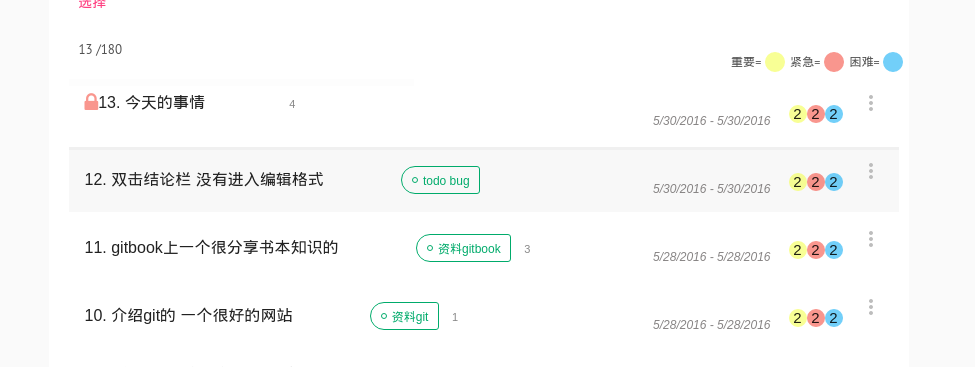 选择
13 /180
重要= 紧急= 困难=
13. 今天的事情 4 5/30/2016 - 5/30/2016 2 2 2
12. 双击结论栏 没有进入编辑格式 todo bug 5/30/2016 - 5/30/2016 2 2 2
11. gitbook上一个很分享书本知识的 资料gitbook 3 5/28/2016 - 5/28/2016 2 2 2
10. 介绍git的 一个很好的网站 资料git 1 5/28/2016 - 5/28/2016 2 2 2